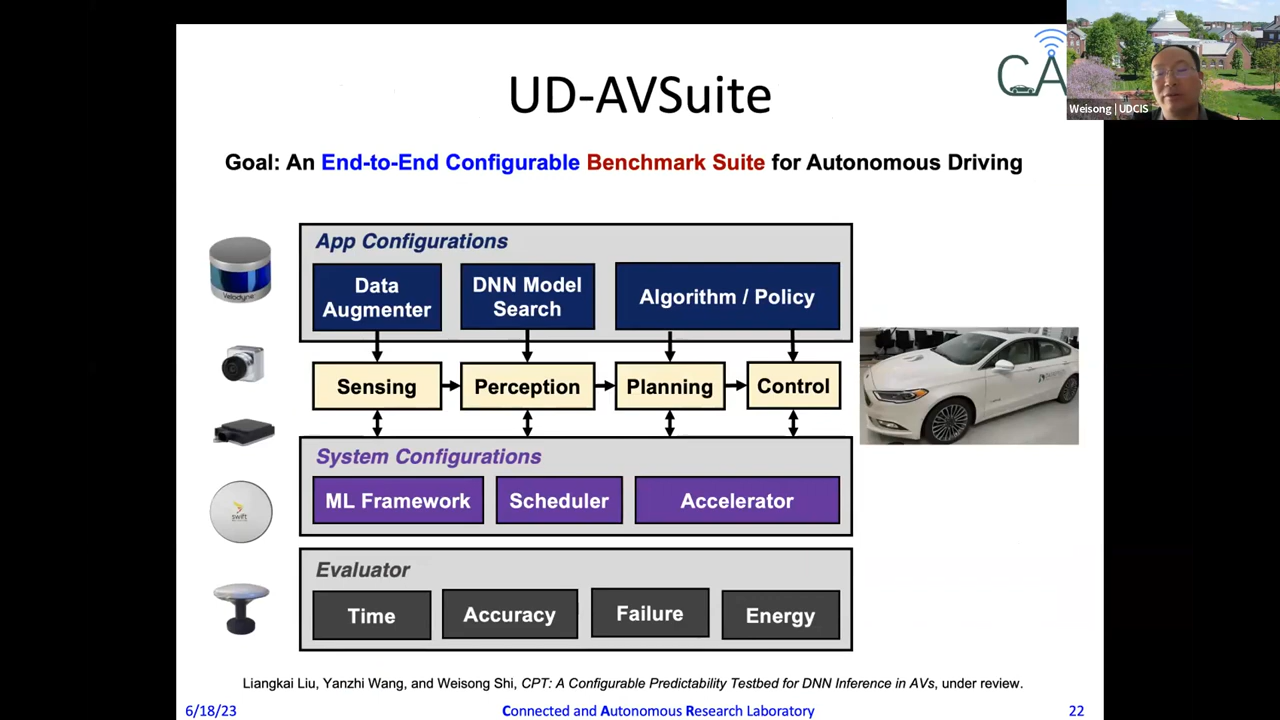 UD-AVSuite
CA
Weisong | UDCIS
Goal: An End-to-End Configurable Benchmark Suite for Autonomous Driving
App Configurations
Data Augmenter
DNN Model Search
Algorithm / Policy
Velodyne
Sensing
Perception
Planning
Control
System Configurations
ML Framework
Scheduler
Accelerator
swift
Evaluator
Time
Accuracy
Failure
Energy
Liangkai Liu, Yanzhi Wang, and Weisong Shi, CPT: A Configurable Predictability Testbed for DNN Inference in AVs, under review.
6/18/23
Connected and Autonomous Research Laboratory
22